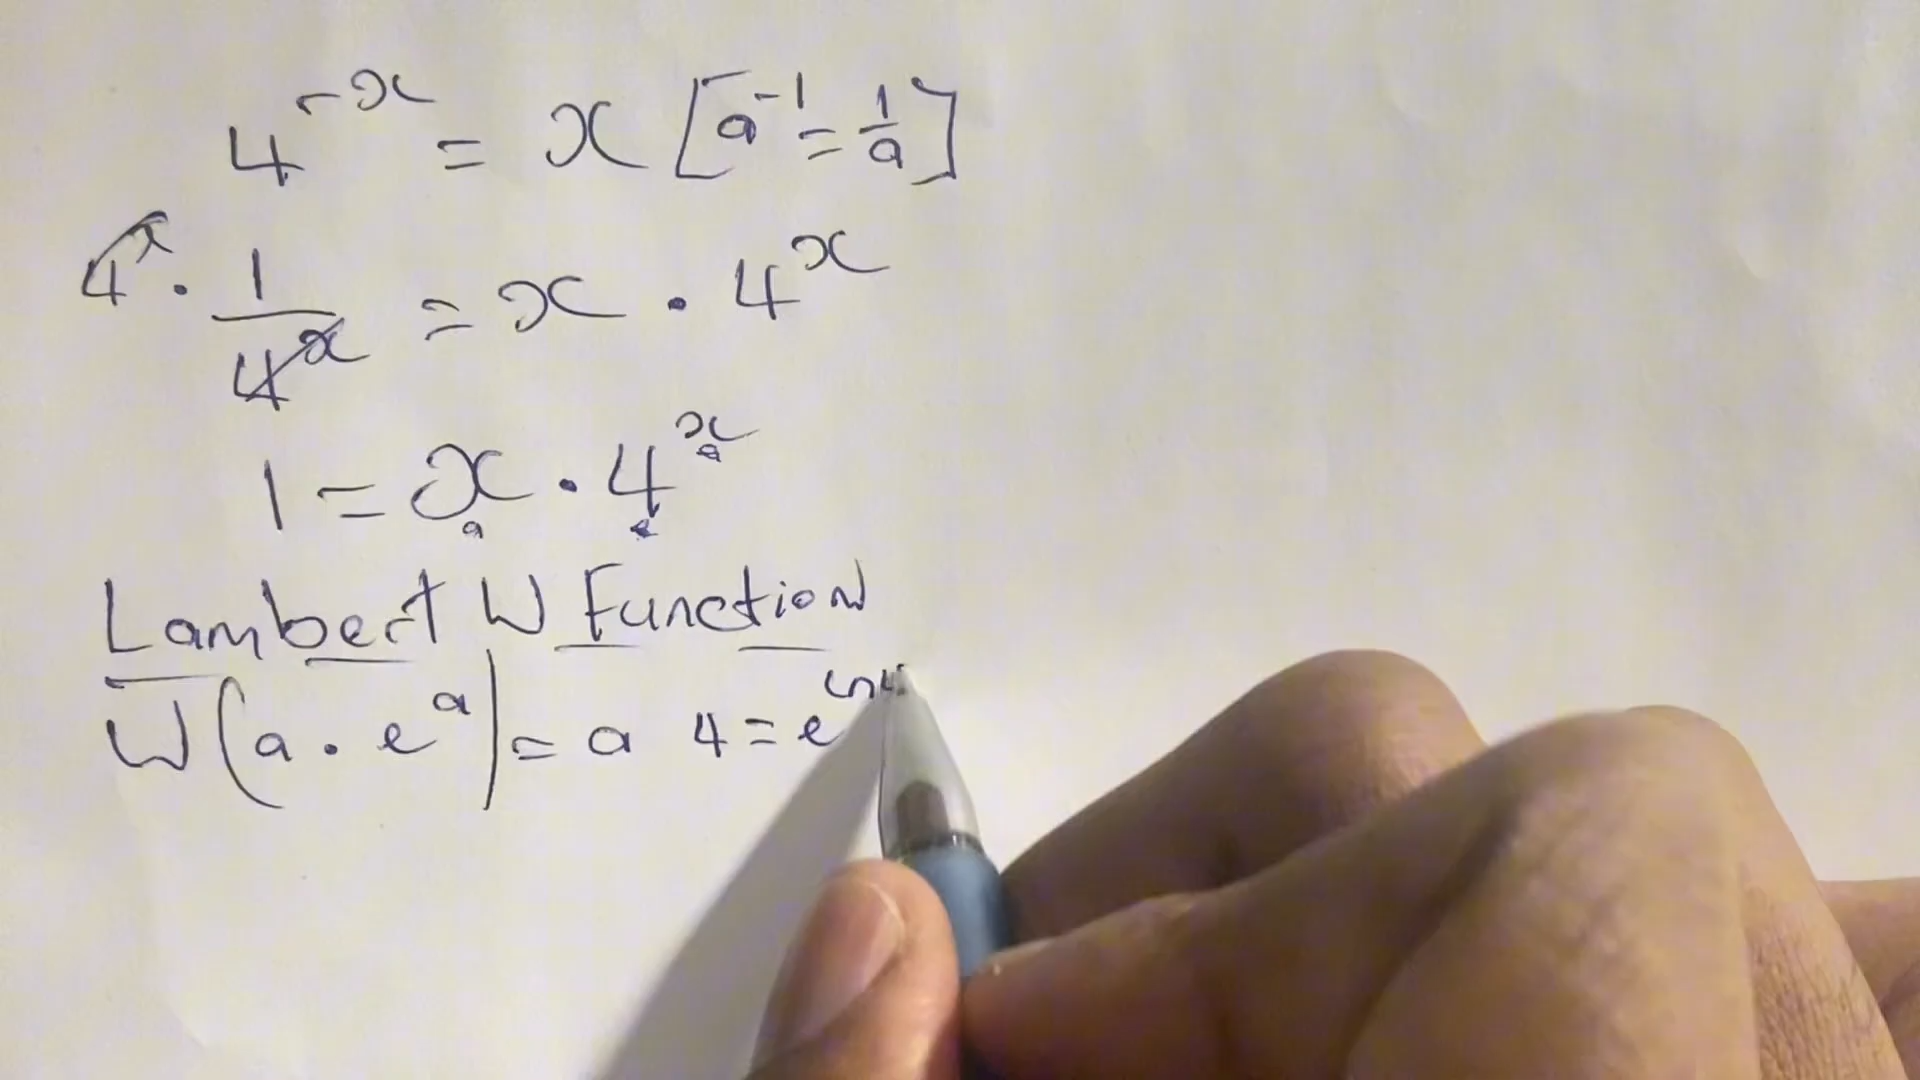 4^{-x} = x [a^{-1} = 1/a]
4^x · 1/4^x = x · 4^x
1 = x · 4^x
a e a
Lambert W Function
W(a · e^a) = a 4 = e^{ln4}